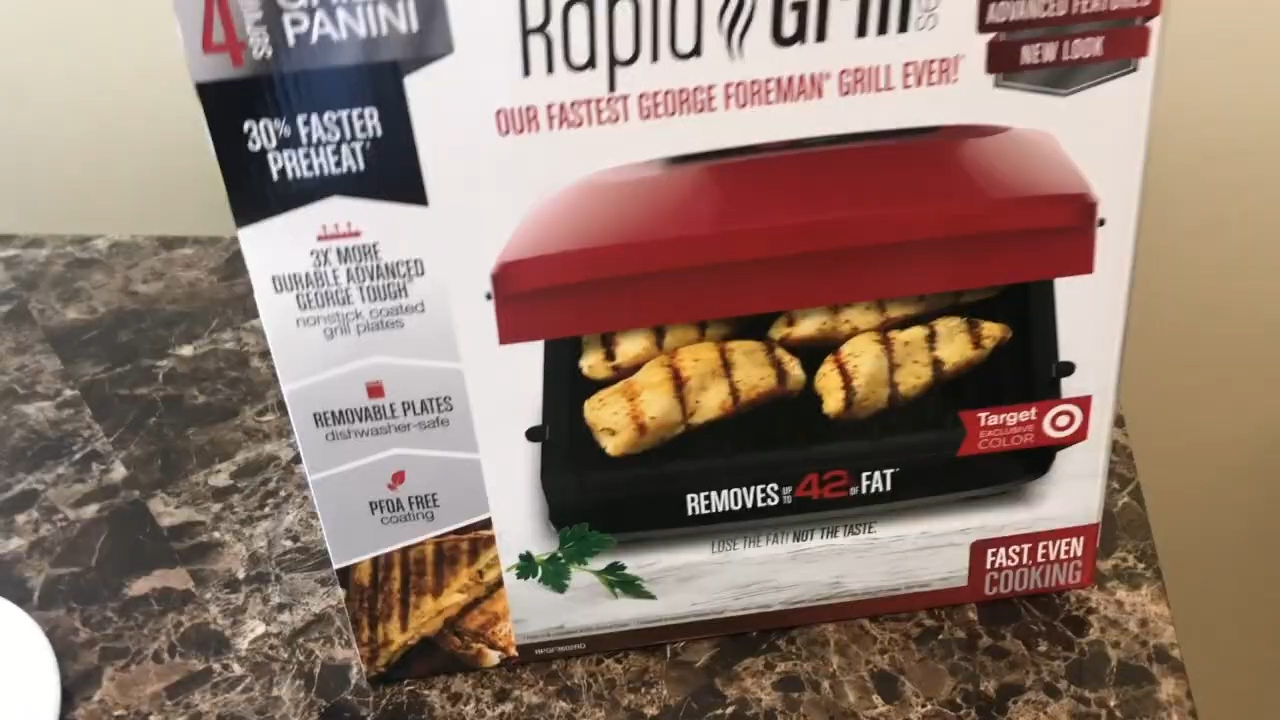 4
PANINI
30% FASTER
PREHEAT
3X MORE
DURABLE ADVANCED
GEORGE TOUGH
nonstick coated
grill plates
REMOVABLE PLATES
dishwasher-safe
PFOA FREE
coating
Rapid Grill
ADVANCED FEATURES
NEW LOOK
OUR FASTEST GEORGE FOREMAN® GRILL EVER!
Target
EXCLUSIVE
COLOR
REMOVES UP TO 42 OF FAT*
LOSE THE FAT! NOT THE TASTE.
FAST, EVEN
COOKING